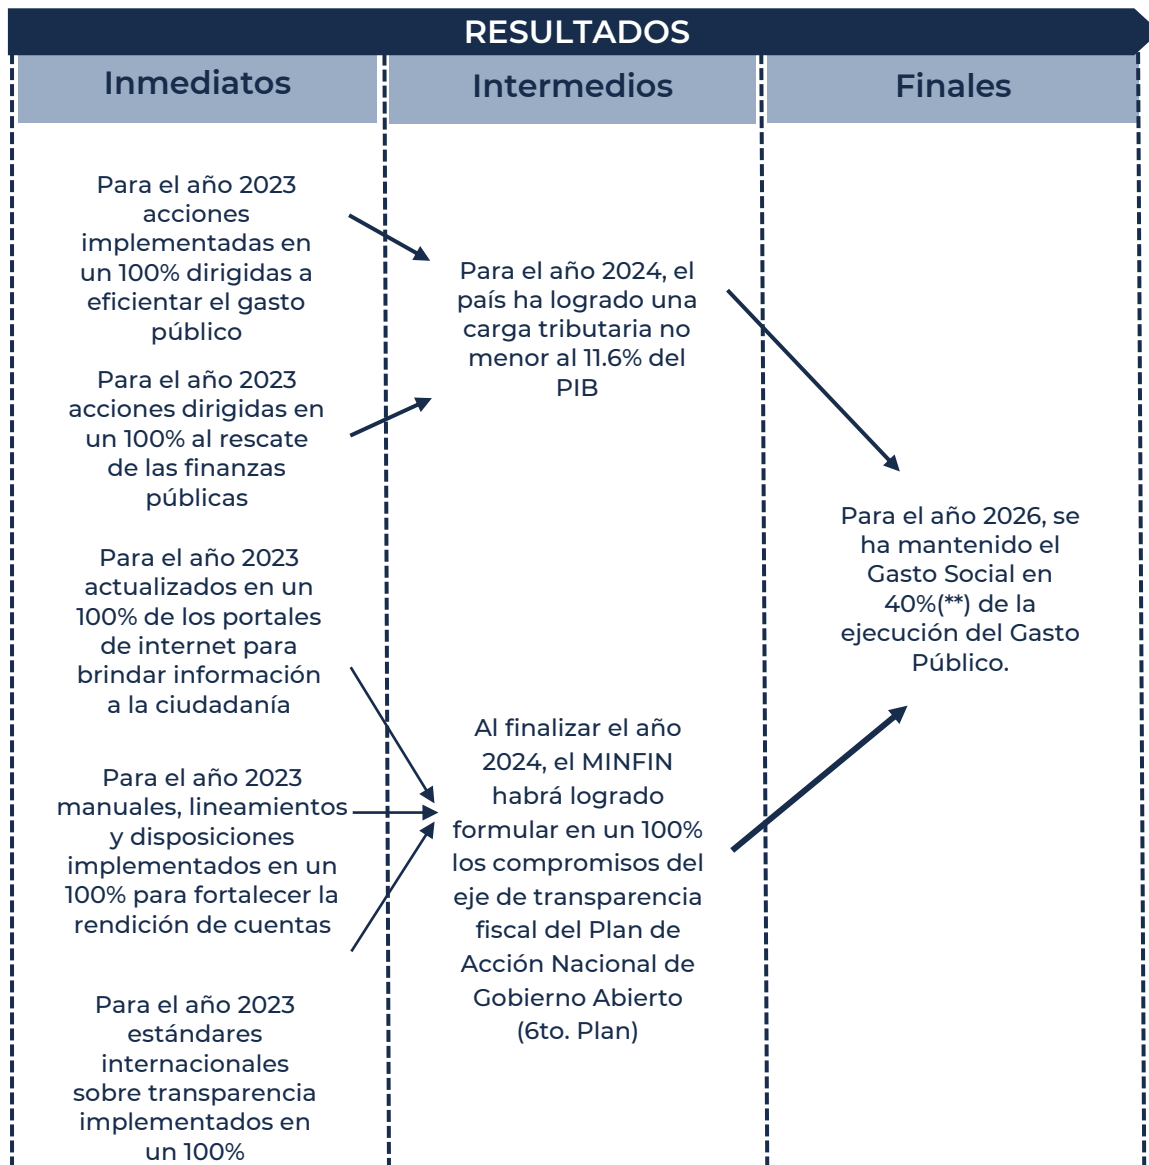 RESULTADOS
Inmediatos
Intermedios
Finales
Para el año 2023
acciones
implementadas en
un 100% dirigidas a
eficientar el gasto
público
Para el año 2023
acciones dirigidas en
un 100% al rescate
de las finanzas
públicas
Para el año 2023
actualizados en un
100% de los portales
de internet para
brindar información
a la ciudadanía
Para el año 2023
manuales, lineamientos
y disposiciones
implementados en un
100% para fortalecer la
rendición de cuentas
Para el año 2023
estándares
internacionales
sobre transparencia
implementados en
un 100%
Para el año 2024, el
país ha logrado una
carga tributaria no
menor al 11.6% del
PIB
Al finalizar el año
2024, el MINFIN
habrá logrado
formular en un 100%
los compromisos del
eje de transparencia
fiscal del Plan de
Acción Nacional de
Gobierno Abierto
(6to. Plan)
Para el año 2026, se
ha mantenido el
Gasto Social en
40%(**) de la
ejecución del Gasto
Público.